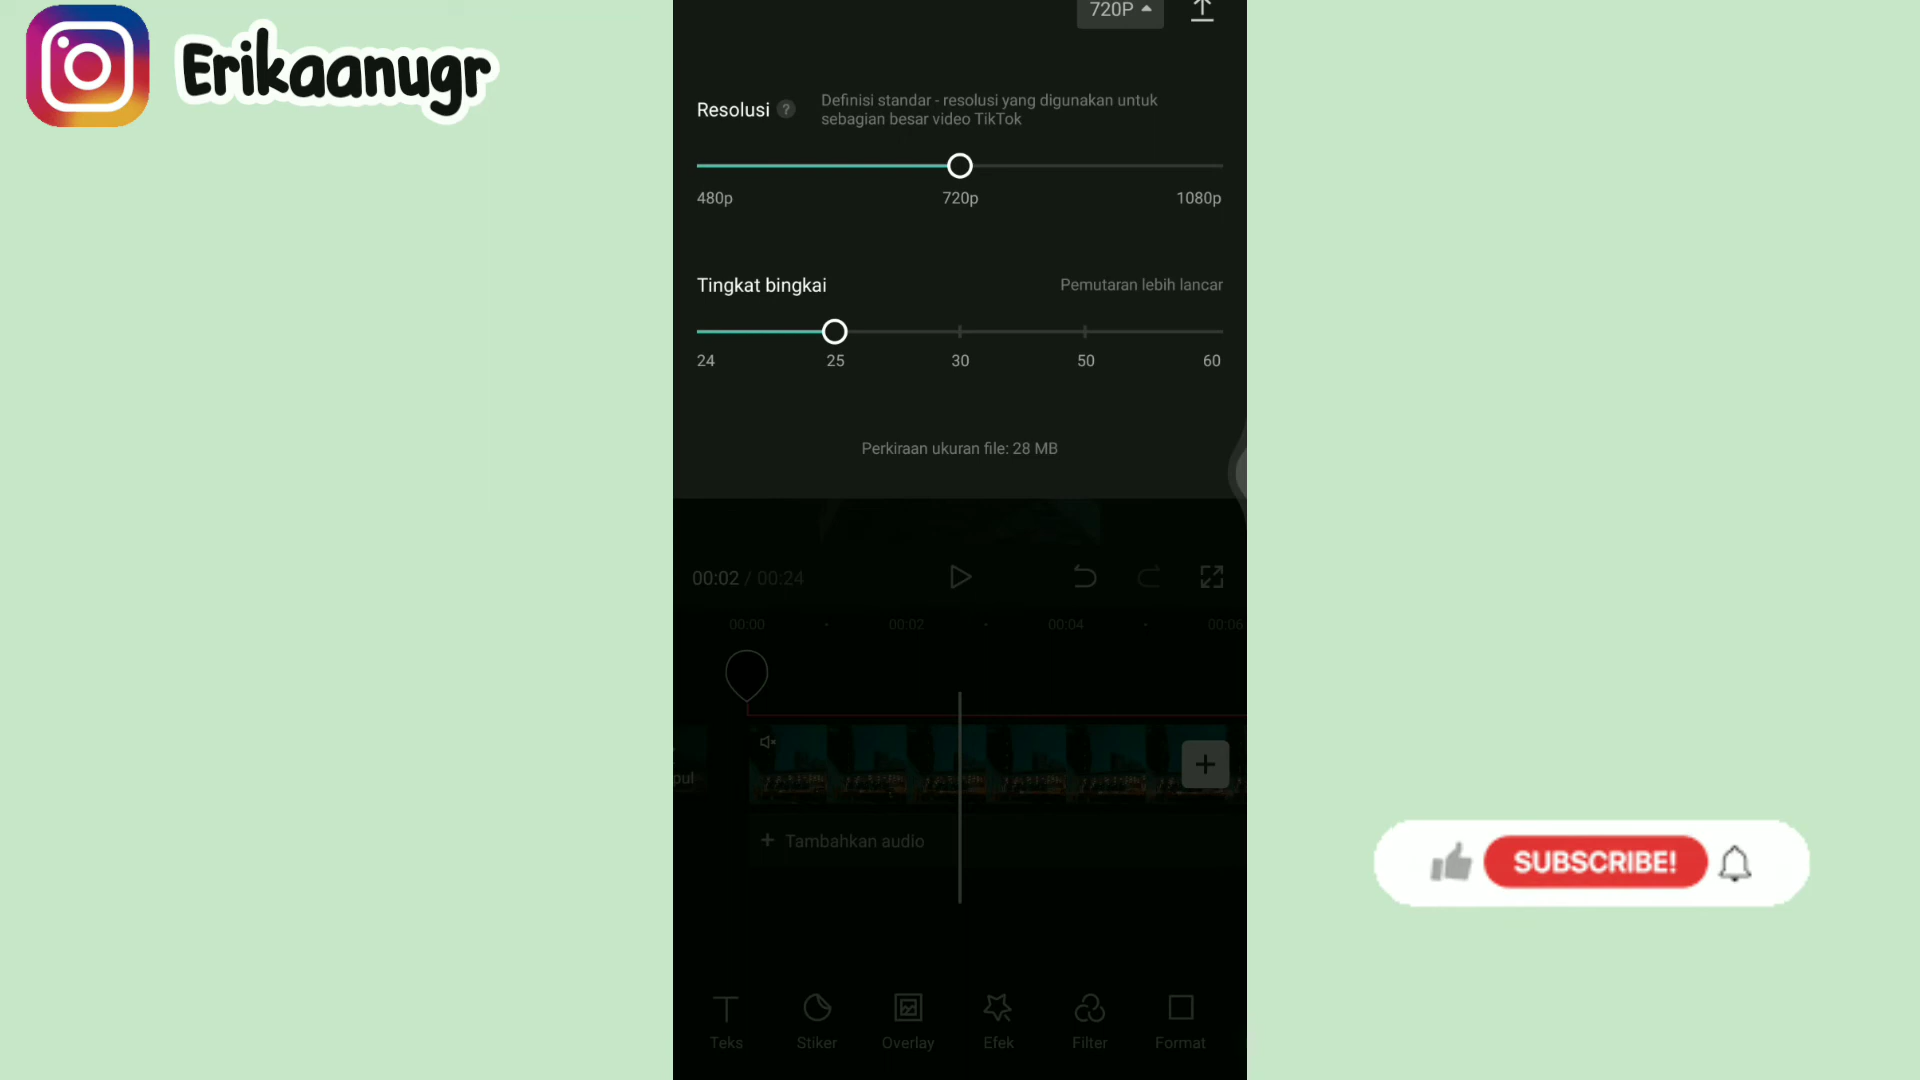 Erikaanugr
720P
Resolusi ?
Definisi standar - resolusi yang digunakan untuk
sebagian besar video TikTok
480p 720p 1080p
Tingkat bingkai Pemutaran lebih lancar
24 25 30 50 60
Perkiraan ukuran file: 28 MB
00:02 / 00:24
00:00 00:02 00:04 00:06
pul
+ Tambahkan audio
SUBSCRIBE!
Teks Stiker Overlay Efek Filter Format